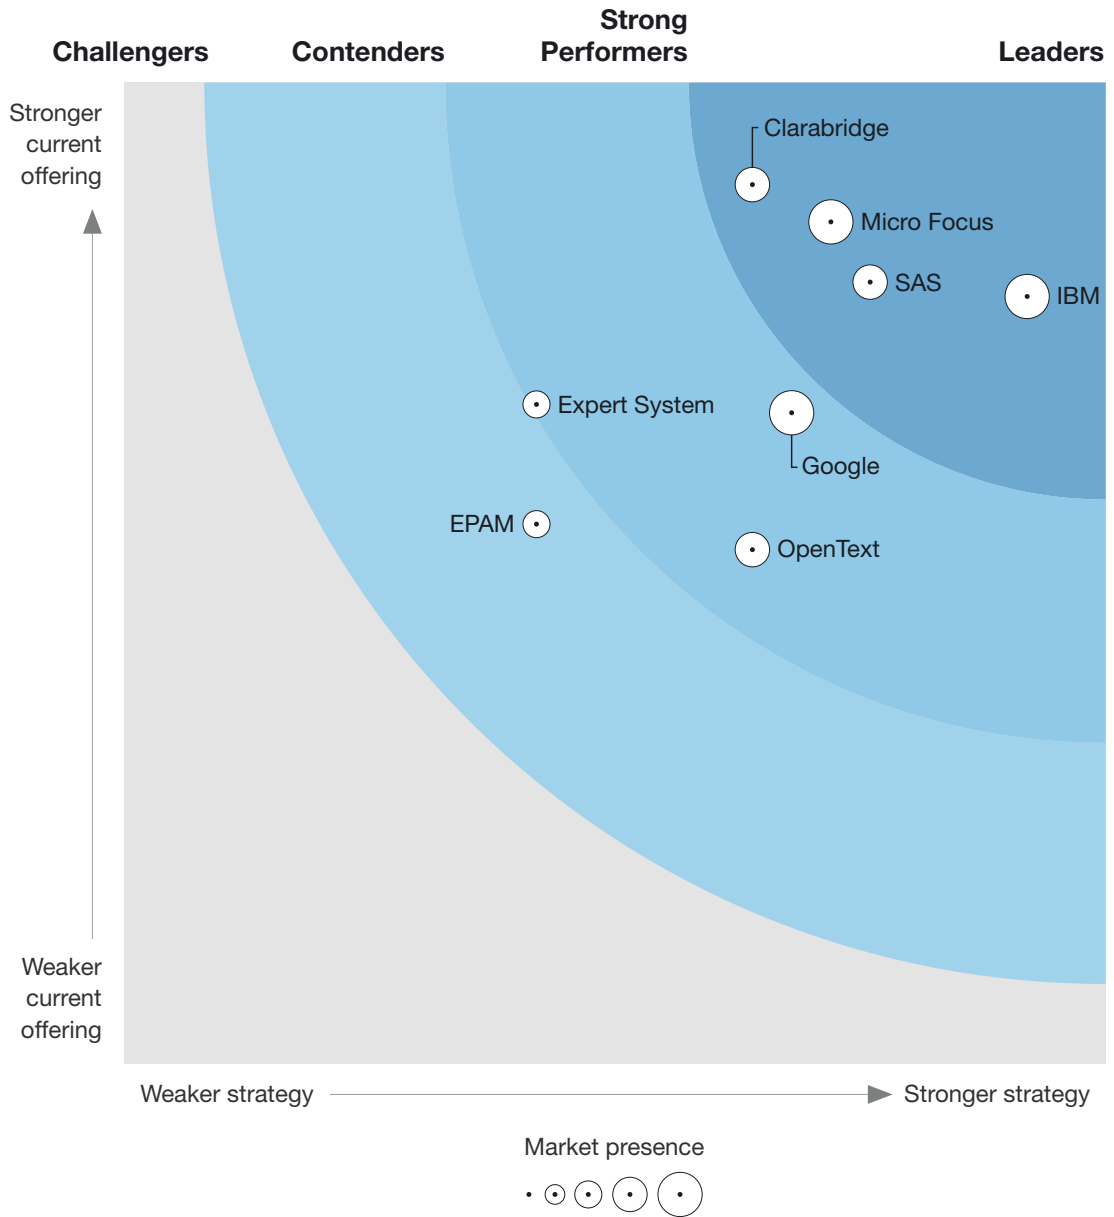 Challengers
Contenders
Strong
Performers
Leaders
Stronger
current
offering
Clarabridge
Micro Focus
SAS
IBM
Expert System
Google
EPAM
OpenText
Weaker
current
offering
Weaker strategy
Stronger strategy
Market presence